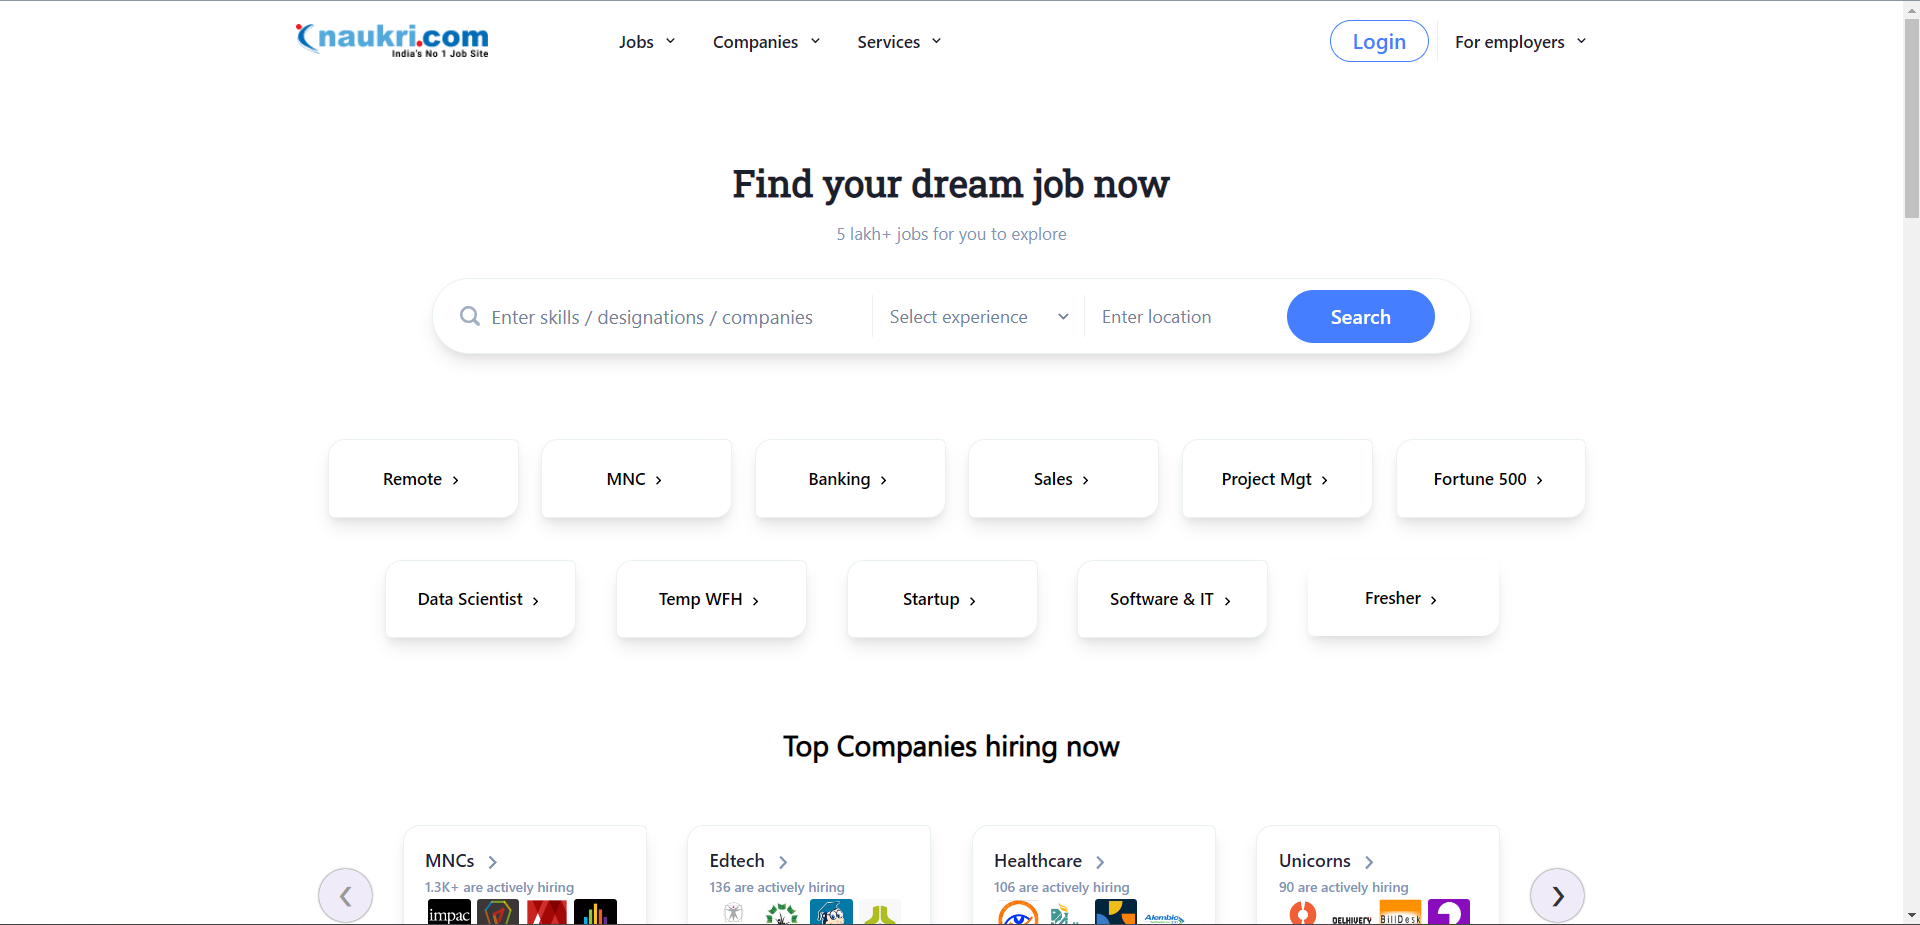 naukri.com
India's No 1 Job Site
Jobs
Companies
Services
Login
For employers
Find your dream job now
5 lakh+ jobs for you to explore
Enter skills / designations / companies
Select experience
Enter location
Search
Remote
MNC
Banking
Sales
Project Mgt
Fortune 500
Data Scientist
Temp WFH
Startup
Software & IT
Fresher
Top Companies hiring now
MNCs
1.3K+ are actively hiring
impac
Edtech
136 are actively hiring
Healthcare
106 are actively hiring
Alembic
Unicorns
90 are actively hiring
DELHIVERY
BillDesk